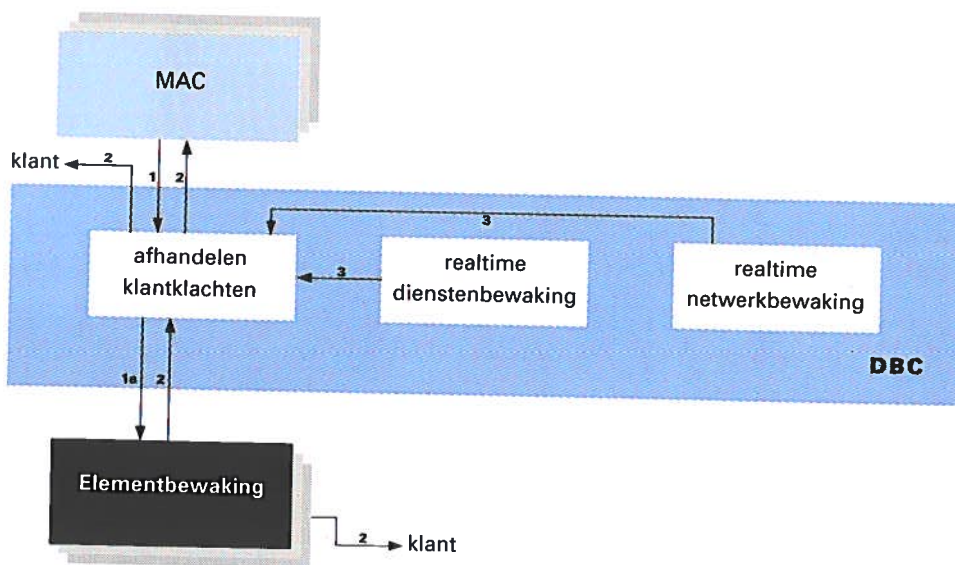 MAC
klant
2
1
2
3
afhandelen
klantklachten
3
realtime
dienstenbewaking
realtime
netwerkbewaking
DBC
1a
2
Elementbewaking
2
klant